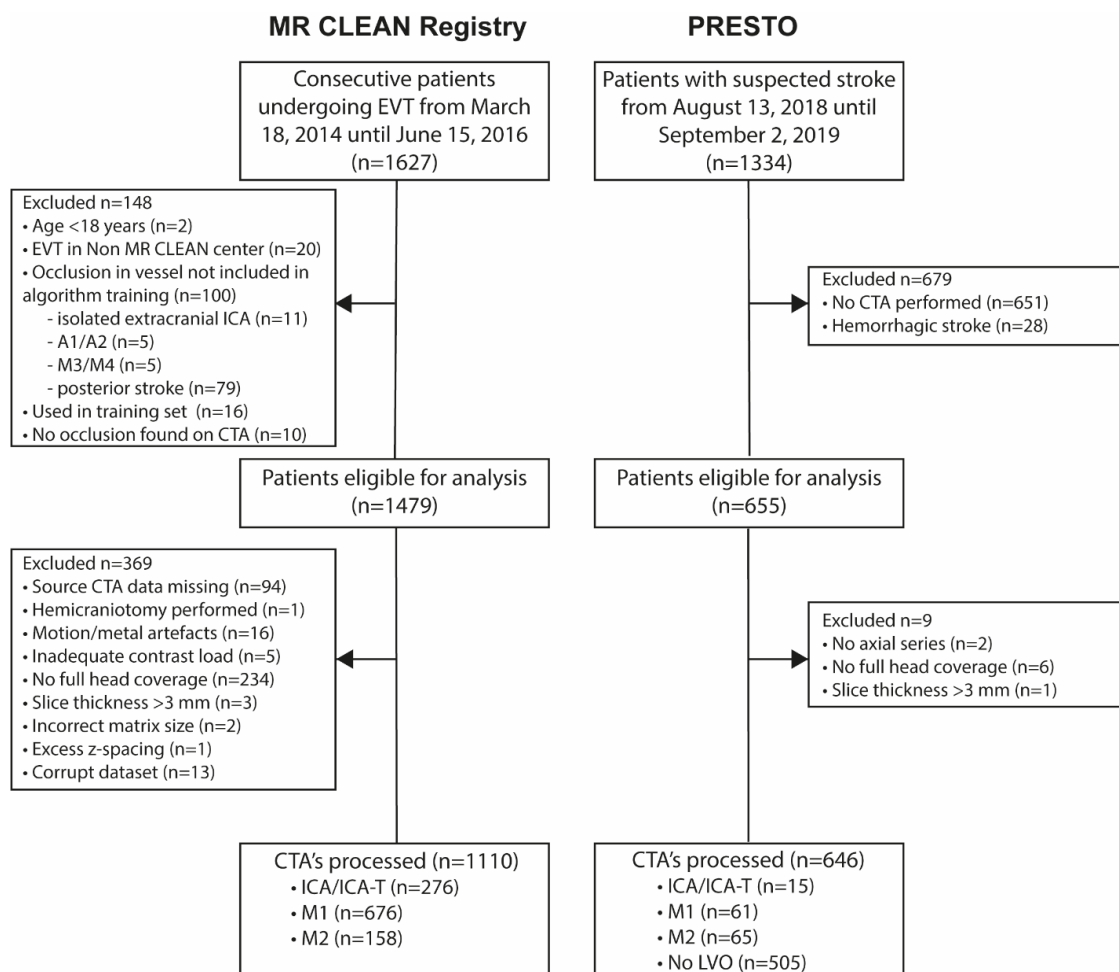 MR CLEAN Registry
Consecutive patients
undergoing EVT from March
18, 2014 until June 15, 2016
(n=1627)
Excluded n=148
• Age <18 years (n=2)
• EVT in Non MR CLEAN center (n=20)
• Occlusion in vessel not included in
algorithm training (n=100)
- isolated extracranial ICA (n=11)
- A1/A2 (n=5)
- M3/M4 (n=5)
- posterior stroke (n=79)
• Used in training set (n=16)
• No occlusion found on CTA (n=10)
Patients eligible for analysis
(n=1479)
Excluded n=369
• Source CTA data missing (n=94)
• Hemicraniotomy performed (n=1)
• Motion/metal artefacts (n=16)
• Inadequate contrast load (n=5)
• No full head coverage (n=234)
• Slice thickness >3 mm (n=3)
• Incorrect matrix size (n=2)
• Excess z-spacing (n=1)
• Corrupt dataset (n=13)
CTA's processed (n=1110)
• ICA/ICA-T (n=276)
• M1 (n=676)
• M2 (n=158)
PRESTO
Patients with suspected stroke
from August 13, 2018 until
September 2, 2019
(n=1334)
Excluded n=679
• No CTA performed (n=651)
• Hemorrhagic stroke (n=28)
Patients eligible for analysis
(n=655)
Excluded n=9
• No axial series (n=2)
• No full head coverage (n=6)
• Slice thickness >3 mm (n=1)
CTA's processed (n=646)
• ICA/ICA-T (n=15)
• M1 (n=61)
• M2 (n=65)
• No LVO (n=505)